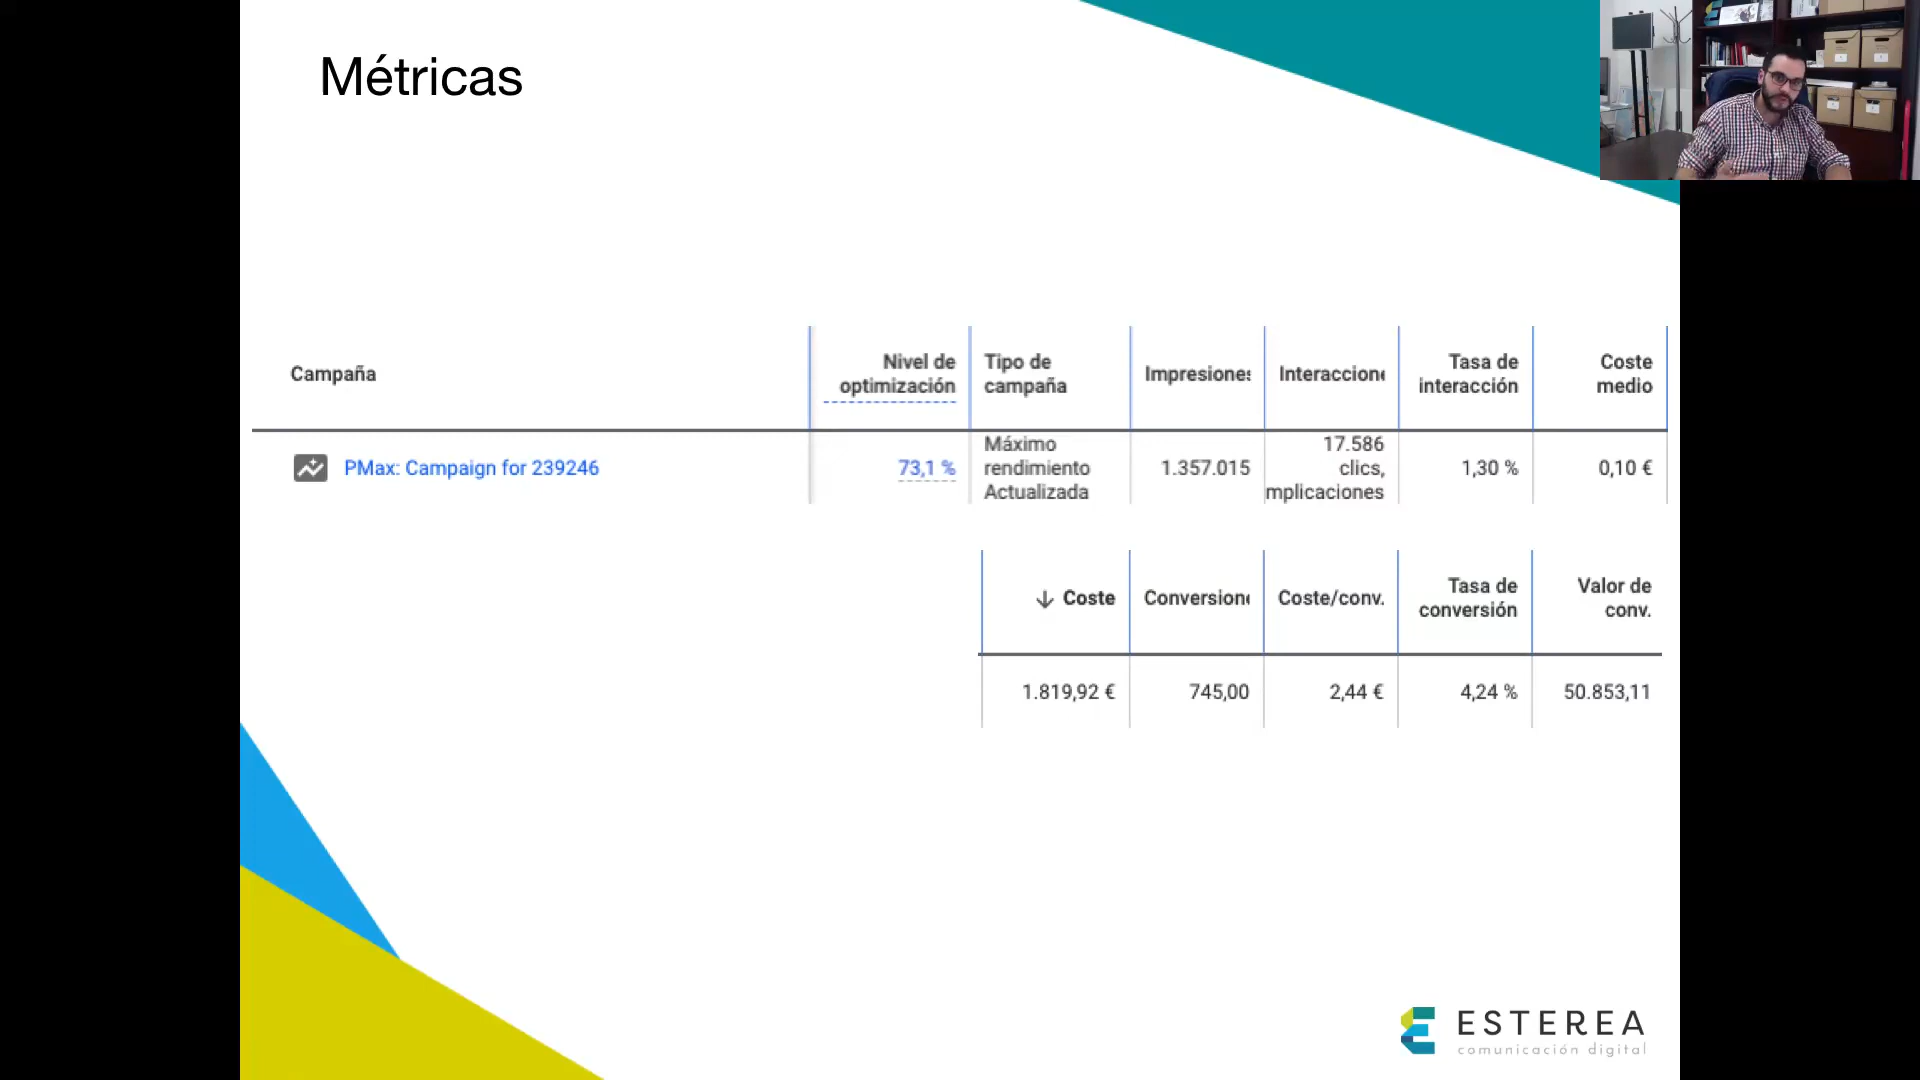 Métricas
Campaña
Nivel de
optimización
Tipo de
campaña
Impresiones
Interaccione
Tasa de
interacción
Coste
medio
PMax: Campaign for 239246
73,1 %
Máximo
rendimiento
Actualizada
1.357.015
17.586
clics,
mplicaciones
1,30 %
0,10 €
↓ Coste
Conversione
Coste/conv.
Tasa de
conversión
Valor de
conv.
1.819,92 €
745,00
2,44 €
4,24 %
50.853,11
ESTEREA
comunicación digital